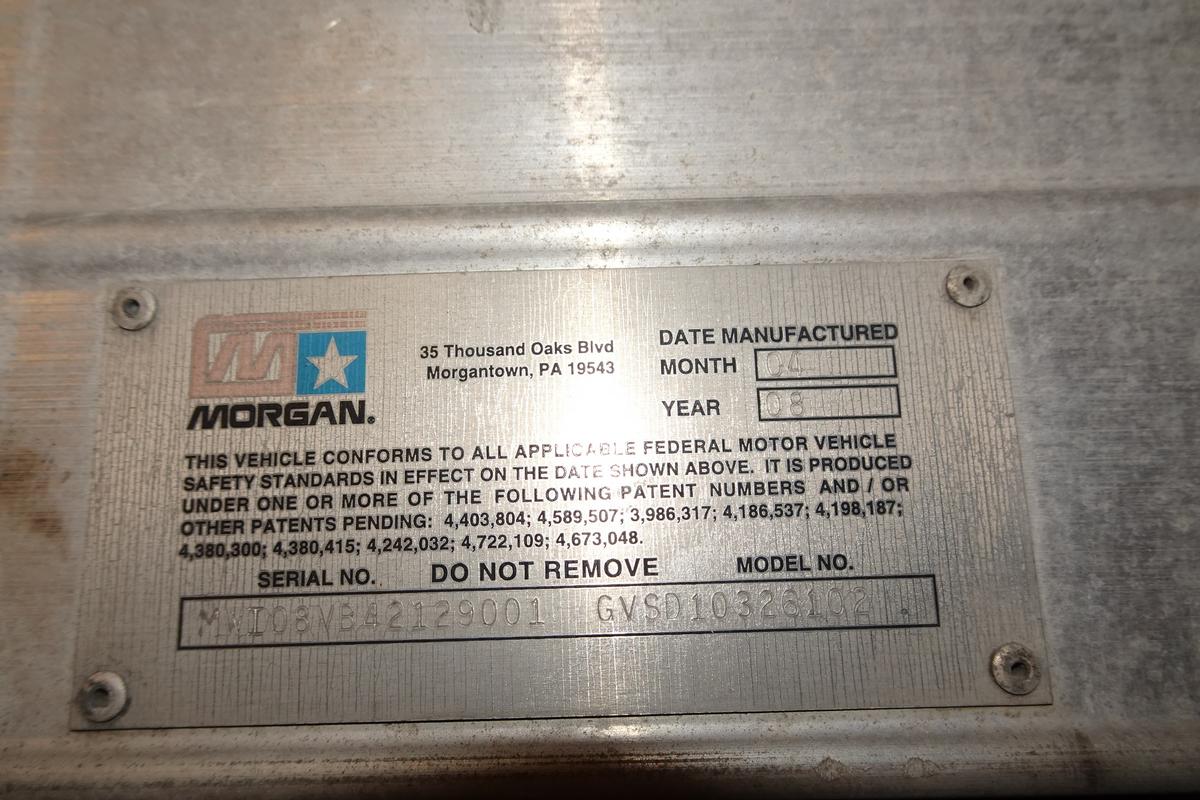 M
MORGAN®
35 Thousand Oaks Blvd
Morgantown, PA 19543
DATE MANUFACTURED
MONTH 04
YEAR 08
THIS VEHICLE CONFORMS TO ALL APPLICABLE FEDERAL MOTOR VEHICLE
SAFETY STANDARDS IN EFFECT ON THE DATE SHOWN ABOVE. IT IS PRODUCED
UNDER ONE OR MORE OF THE FOLLOWING PATENT NUMBERS AND / OR
OTHER PATENTS PENDING: 4,403,804; 4,589,507; 3,986,317; 4,186,537; 4,198,187;
4,380,300; 4,380,415; 4,242,032; 4,722,109; 4,673,048.
SERIAL NO. DO NOT REMOVE MODEL NO.
MVI08VB42129001 GVSD10326102